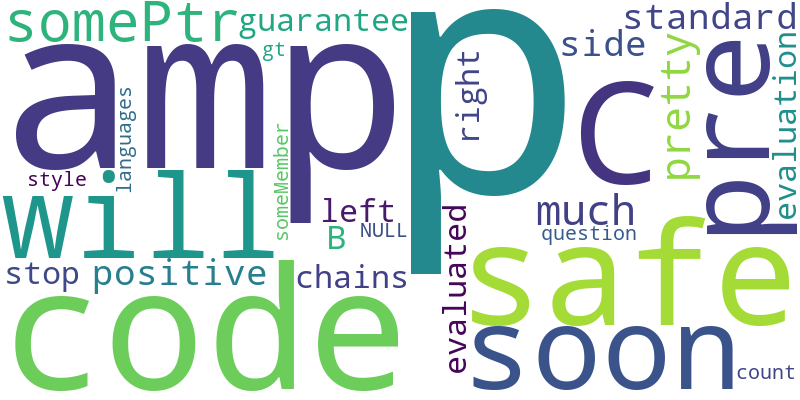 somePtr
guarantee
gt
amp
p
side
standard
right
pretty
C
pre
evaluation
languages
style
someMember
will
left
B
NULL
much
question
stop
positive
chains
evaluated
safe
code
soon
count